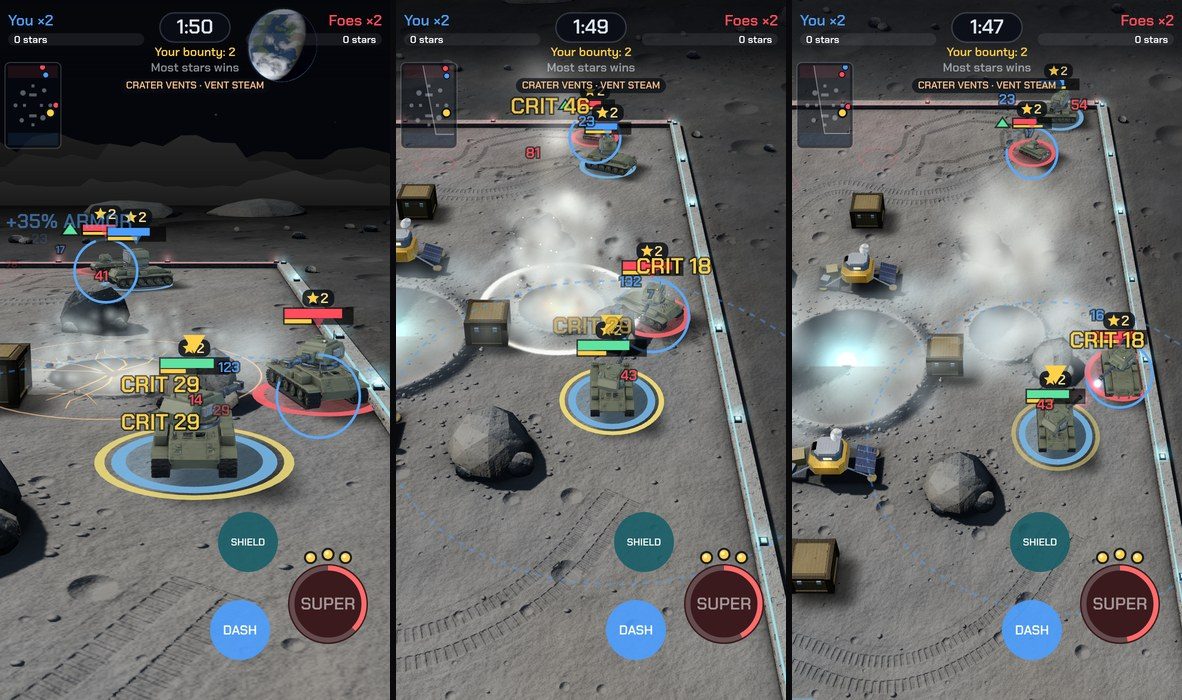 You ×2
1:50
Foes ×2
0 stars
0 stars
Your bounty: 2
Most stars wins
CRATER VENTS · VENT STEAM
+35% ARMOR
★2
★2
17
41
★2
★2
123
CRIT 29
14
29
CRIT 29
SHIELD
SUPER
DASH
You ×2
1:49
Foes ×2
0 stars
0 stars
Your bounty: 2
Most stars wins
CRATER VENTS · VENT STEAM
CRIT 46
★2
23
81
★2
CRIT 18
43
SHIELD
SUPER
DASH
You ×2
1:47
Foes ×2
0 stars
0 stars
Your bounty: 2
Most stars wins
CRATER VENTS · VENT STEAM
★2
23
54
★2
16
★2
CRIT 18
43
SHIELD
SUPER
DASH